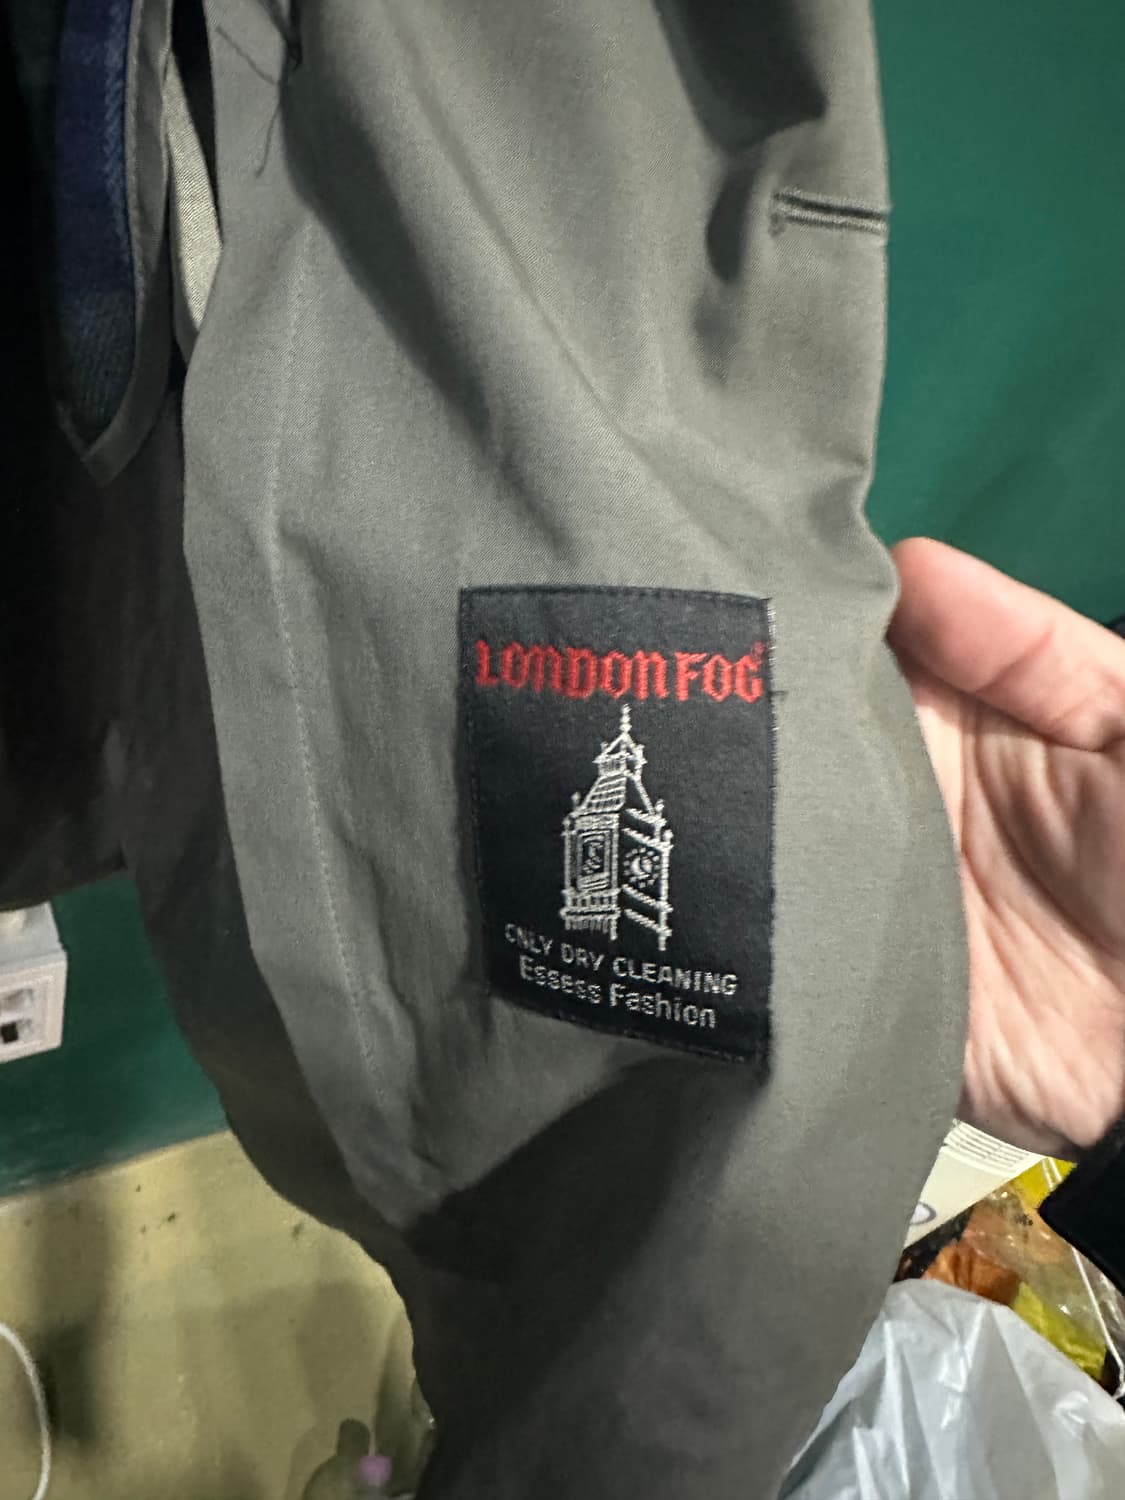 LONDON FOG
ONLY DRY CLEANING
Essess Fashion